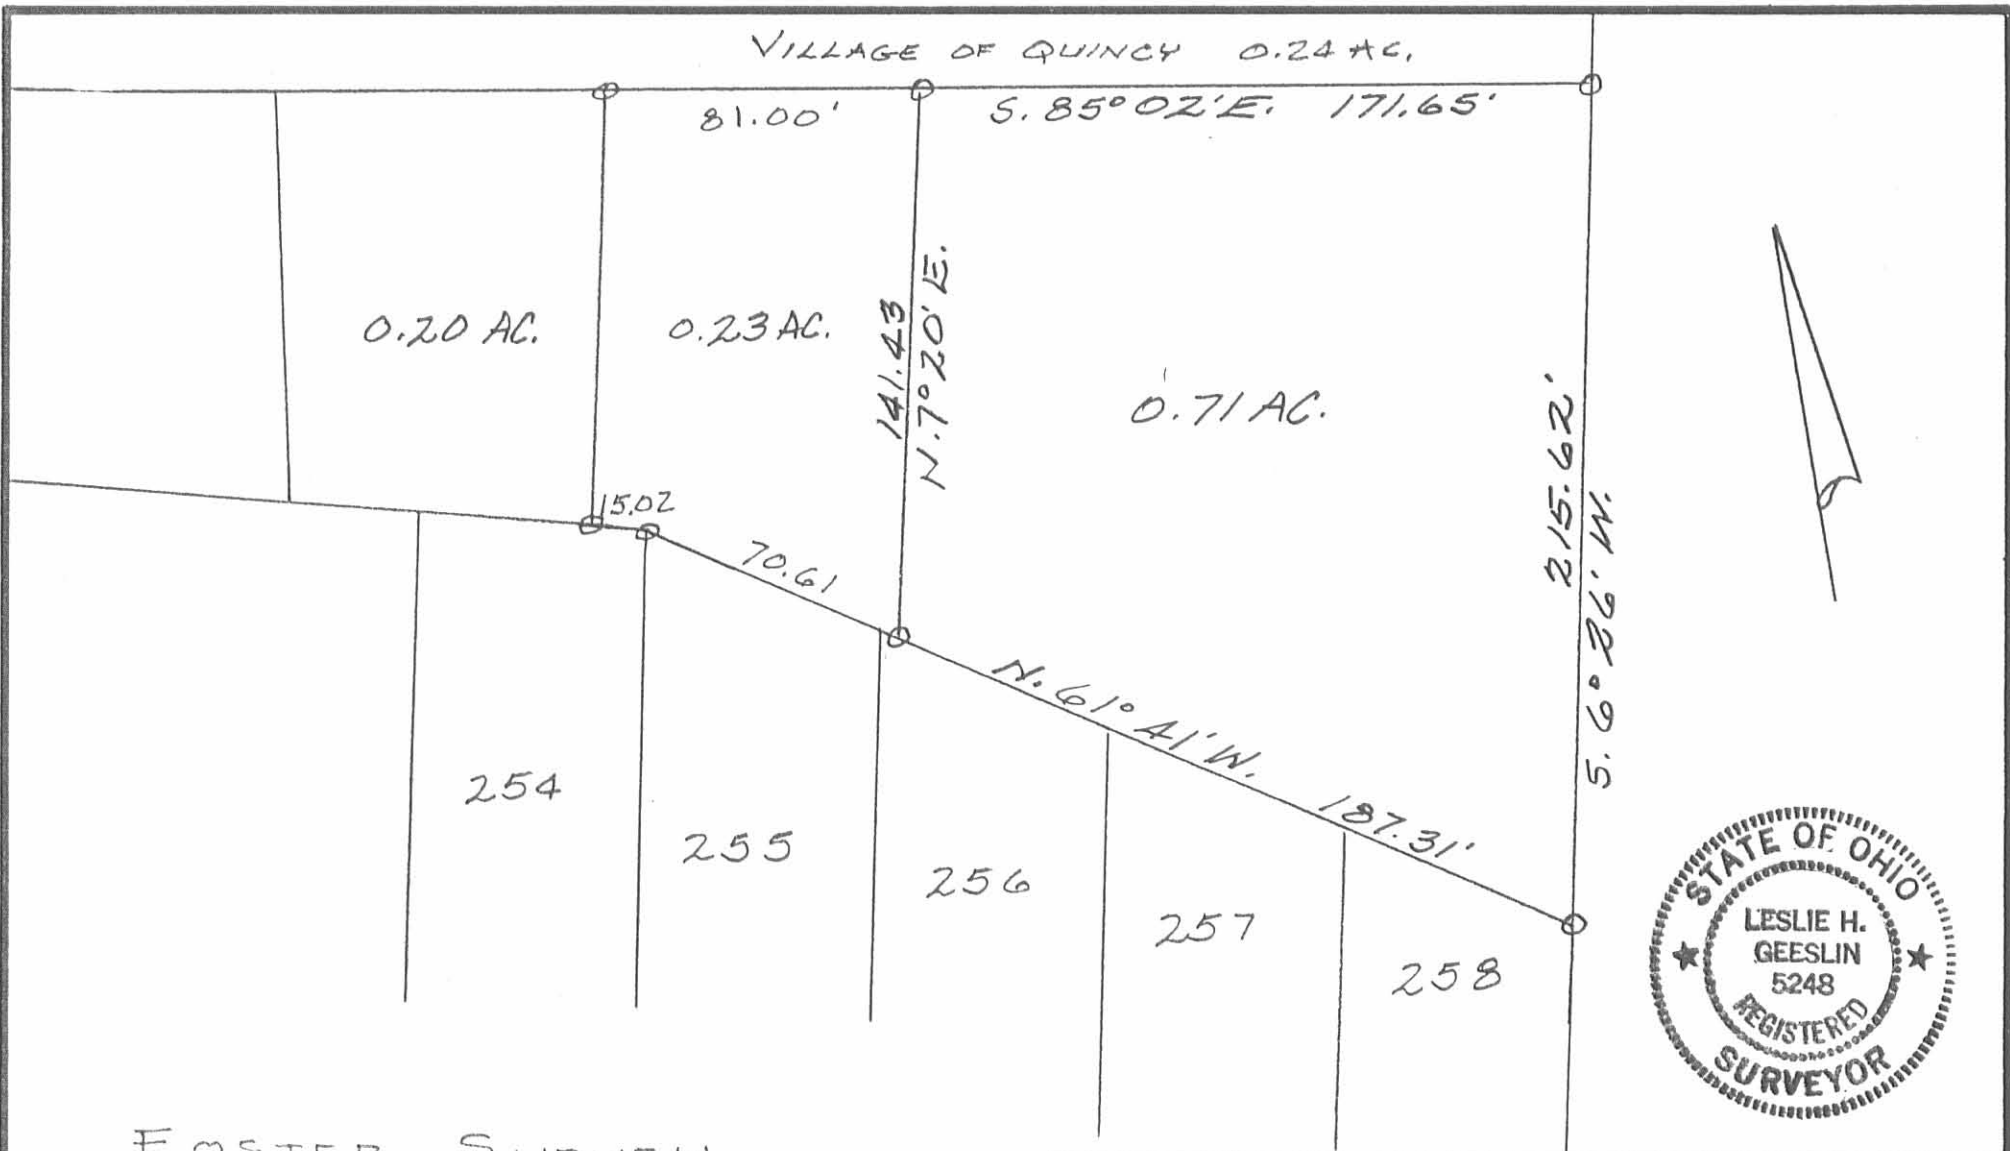 VILLAGE OF QUINCY 0.24 AC.
81.00'
S. 85° 02' E. 171.65'
141.43
N. 7° 20' E.
0.20 AC.
0.23 AC.
0.71 AC.
215.62'
S. 6° 26' W.
15.02
70.61
N. 61° 41' W. 187.31'
254
255
256
257
258
STATE OF OHIO
LESLIE H.
GEESLIN
5248
REGISTERED
SURVEYOR